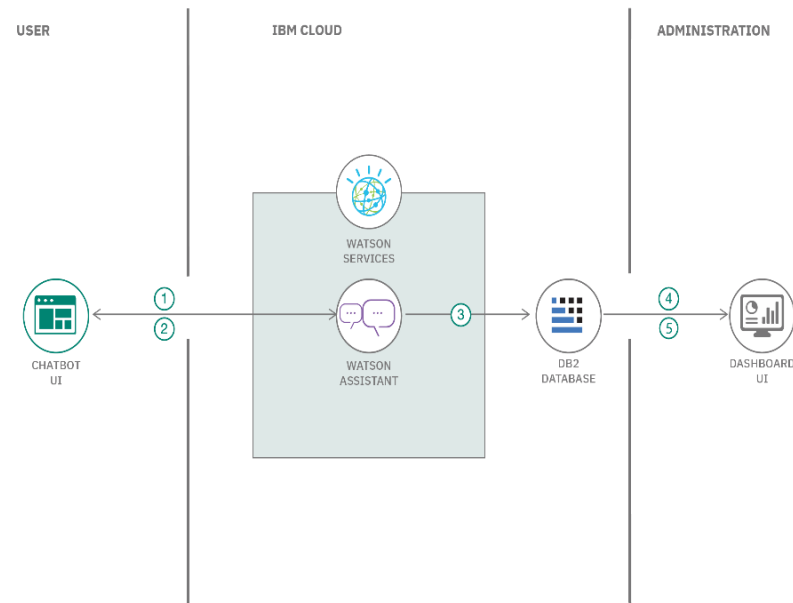 USER
IBM CLOUD
ADMINISTRATION
WATSON
SERVICES
1
2
3
4
5
CHATBOT
UI
WATSON
ASSISTANT
DB2
DATABASE
DASHBOARD
UI